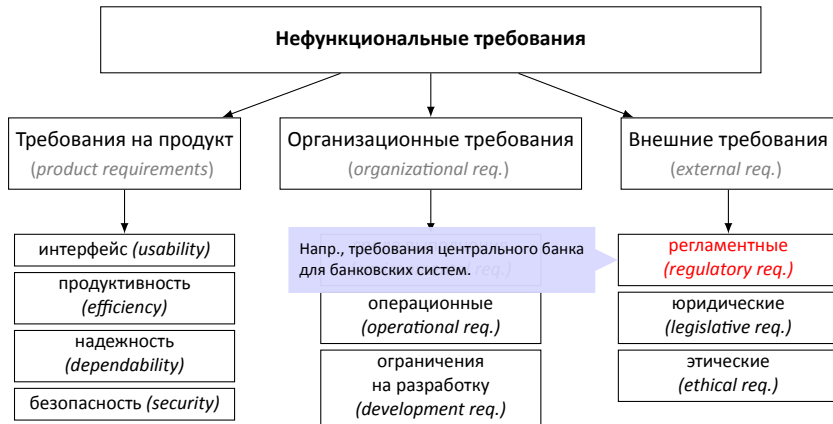 Нефункциональные требования
Требования на продукт
(product requirements)
Организационные требования
(organizational req.)
Внешние требования
(external req.)
интерфейс (usability)
продуктивность
(efficiency)
надежность
(dependability)
безопасность (security)
Напр., требования центрального банка
для банковских систем.
операционные
(operational req.)
ограничения
на разработку
(development req.)
регламентные
(regulatory req.)
юридические
(legislative req.)
этические
(ethical req.)